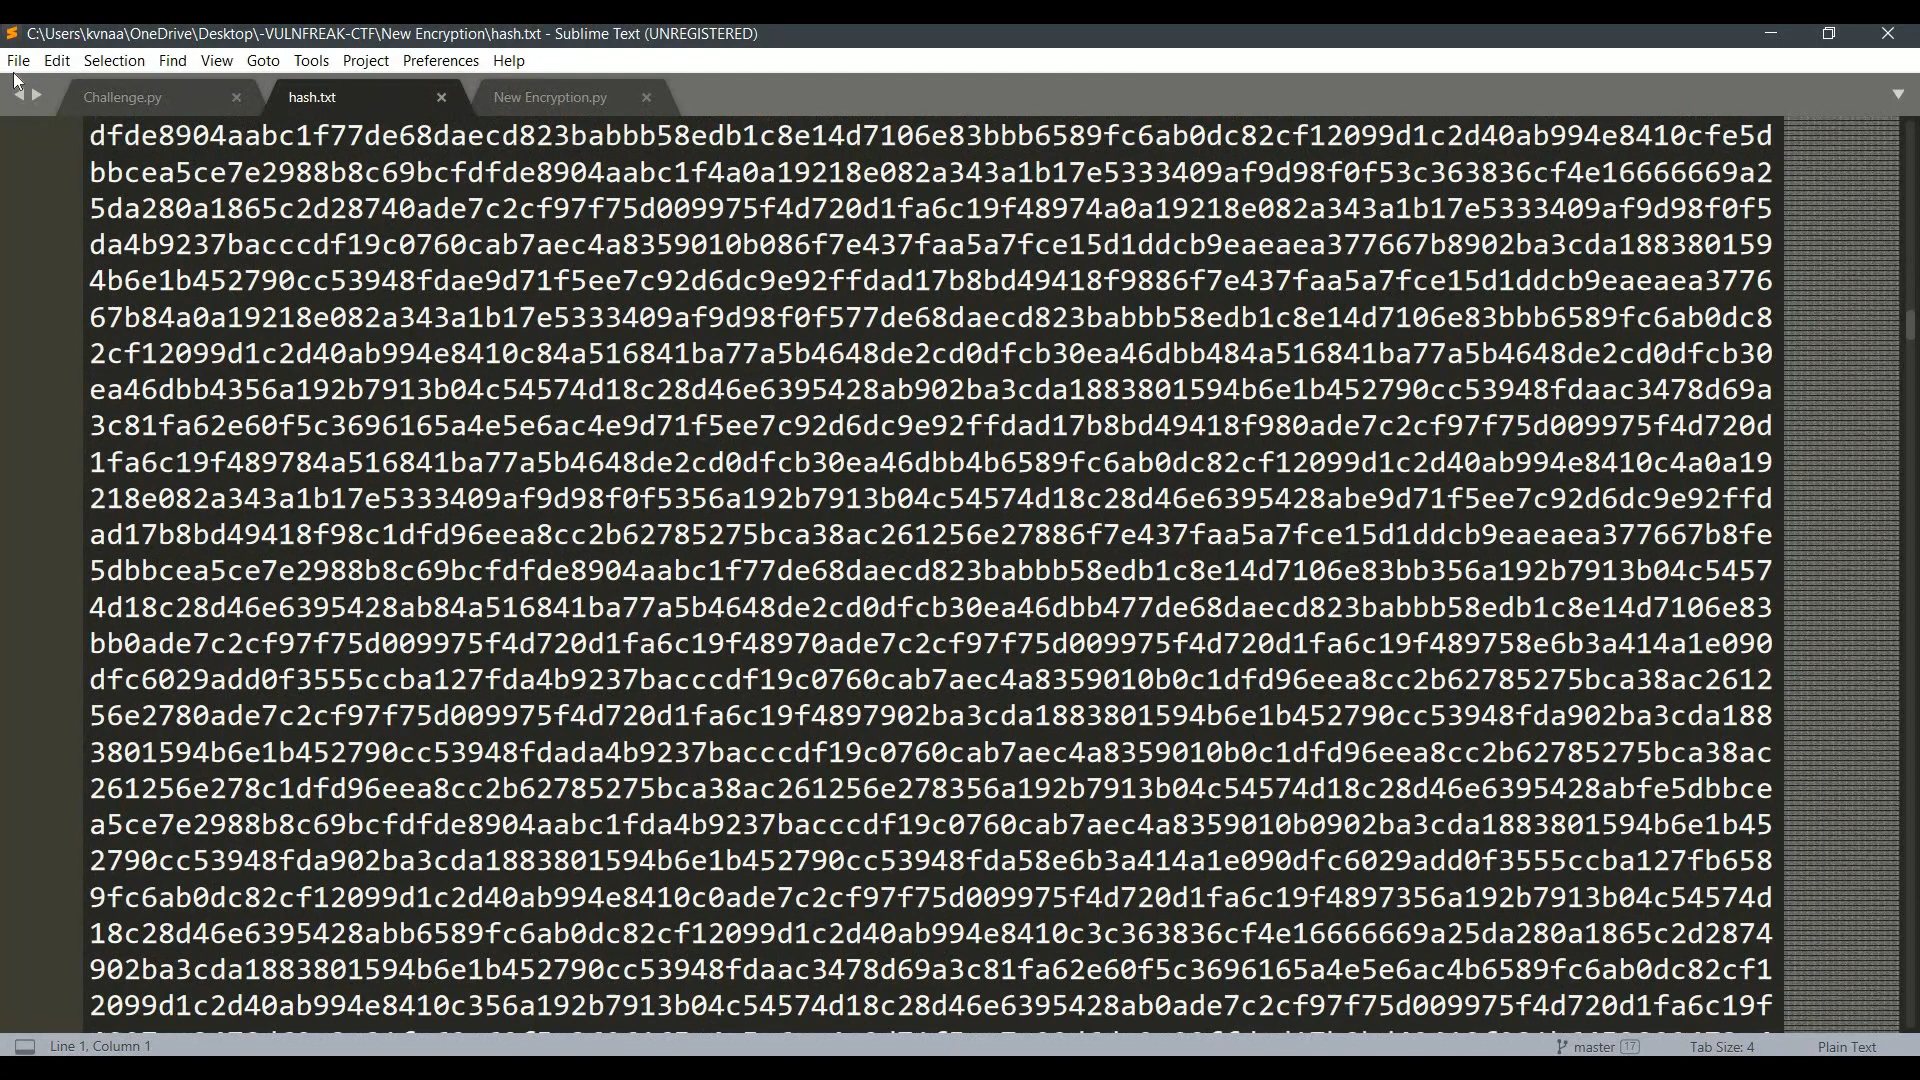 C:\Users\kvnaa\OneDrive\Desktop\-VULNFREAK-CTF\New Encryption\hash.txt - Sublime Text (UNREGISTERED)
File Edit Selection Find View Goto Tools Project Preferences Help
Challenge.py hash.txt New Encryption.py
dfde8904aabc1f77de68daecd823babbb58edb1c8e14d7106e83bbb6589fc6ab0dc82cf12099d1c2d40ab994e8410cfe5d
bbcea5ce7e2988b8c69bcfdfde8904aabc1f4a0a19218e082a343a1b17e5333409af9d98f0f53c363836cf4e16666669a2
5da280a1865c2d28740ade7c2cf97f75d009975f4d720d1fa6c19f48974a0a19218e082a343a1b17e5333409af9d98f0f5
da4b9237bacccdf19c0760cab7aec4a8359010b086f7e437faa5a7fce15d1ddcb9eaeaea377667b8902ba3cda188380159
4b6e1b452790cc53948fdae9d71f5ee7c92d6dc9e92ffdad17b8bd49418f9886f7e437faa5a7fce15d1ddcb9eaeaea3776
67b84a0a19218e082a343a1b17e5333409af9d98f0f577de68daecd823babbb58edb1c8e14d7106e83bbb6589fc6ab0dc8
2cf12099d1c2d40ab994e8410c84a516841ba77a5b4648de2cd0dfcb30ea46dbb484a516841ba77a5b4648de2cd0dfcb30
ea46dbb4356a192b7913b04c54574d18c28d46e6395428ab902ba3cda1883801594b6e1b452790cc53948fdaac3478d69a
3c81fa62e60f5c3696165a4e5e6ac4e9d71f5ee7c92d6dc9e92ffdad17b8bd49418f980ade7c2cf97f75d009975f4d720d
1fa6c19f489784a516841ba77a5b4648de2cd0dfcb30ea46dbb4b6589fc6ab0dc82cf12099d1c2d40ab994e8410c4a0a19
218e082a343a1b17e5333409af9d98f0f5356a192b7913b04c54574d18c28d46e6395428abe9d71f5ee7c92d6dc9e92ffd
ad17b8bd49418f98c1dfd96eea8cc2b62785275bca38ac261256e27886f7e437faa5a7fce15d1ddcb9eaeaea377667b8fe
5dbbcea5ce7e2988b8c69bcfdfde8904aabc1f77de68daecd823babbb58edb1c8e14d7106e83bb356a192b7913b04c5457
4d18c28d46e6395428ab84a516841ba77a5b4648de2cd0dfcb30ea46dbb477de68daecd823babbb58edb1c8e14d7106e83
bb0ade7c2cf97f75d009975f4d720d1fa6c19f48970ade7c2cf97f75d009975f4d720d1fa6c19f489758e6b3a414a1e090
dfc6029add0f3555ccba127fda4b9237bacccdf19c0760cab7aec4a8359010b0c1dfd96eea8cc2b62785275bca38ac2612
56e2780ade7c2cf97f75d009975f4d720d1fa6c19f4897902ba3cda1883801594b6e1b452790cc53948fda902ba3cda188
3801594b6e1b452790cc53948fdada4b9237bacccdf19c0760cab7aec4a8359010b0c1dfd96eea8cc2b62785275bca38ac
261256e278c1dfd96eea8cc2b62785275bca38ac261256e278356a192b7913b04c54574d18c28d46e6395428abfe5dbbce
a5ce7e2988b8c69bcfdfde8904aabc1fda4b9237bacccdf19c0760cab7aec4a8359010b0902ba3cda1883801594b6e1b45
2790cc53948fda902ba3cda1883801594b6e1b452790cc53948fda58e6b3a414a1e090dfc6029add0f3555ccba127fb658
9fc6ab0dc82cf12099d1c2d40ab994e8410c0ade7c2cf97f75d009975f4d720d1fa6c19f4897356a192b7913b04c54574d
18c28d46e6395428abb6589fc6ab0dc82cf12099d1c2d40ab994e8410c3c363836cf4e16666669a25da280a1865c2d2874
902ba3cda1883801594b6e1b452790cc53948fdaac3478d69a3c81fa62e60f5c3696165a4e5e6ac4b6589fc6ab0dc82cf1
2099d1c2d40ab994e8410c356a192b7913b04c54574d18c28d46e6395428ab0ade7c2cf97f75d009975f4d720d1fa6c19f
Line 1, Column 1 master 17 Tab Size: 4 Plain Text